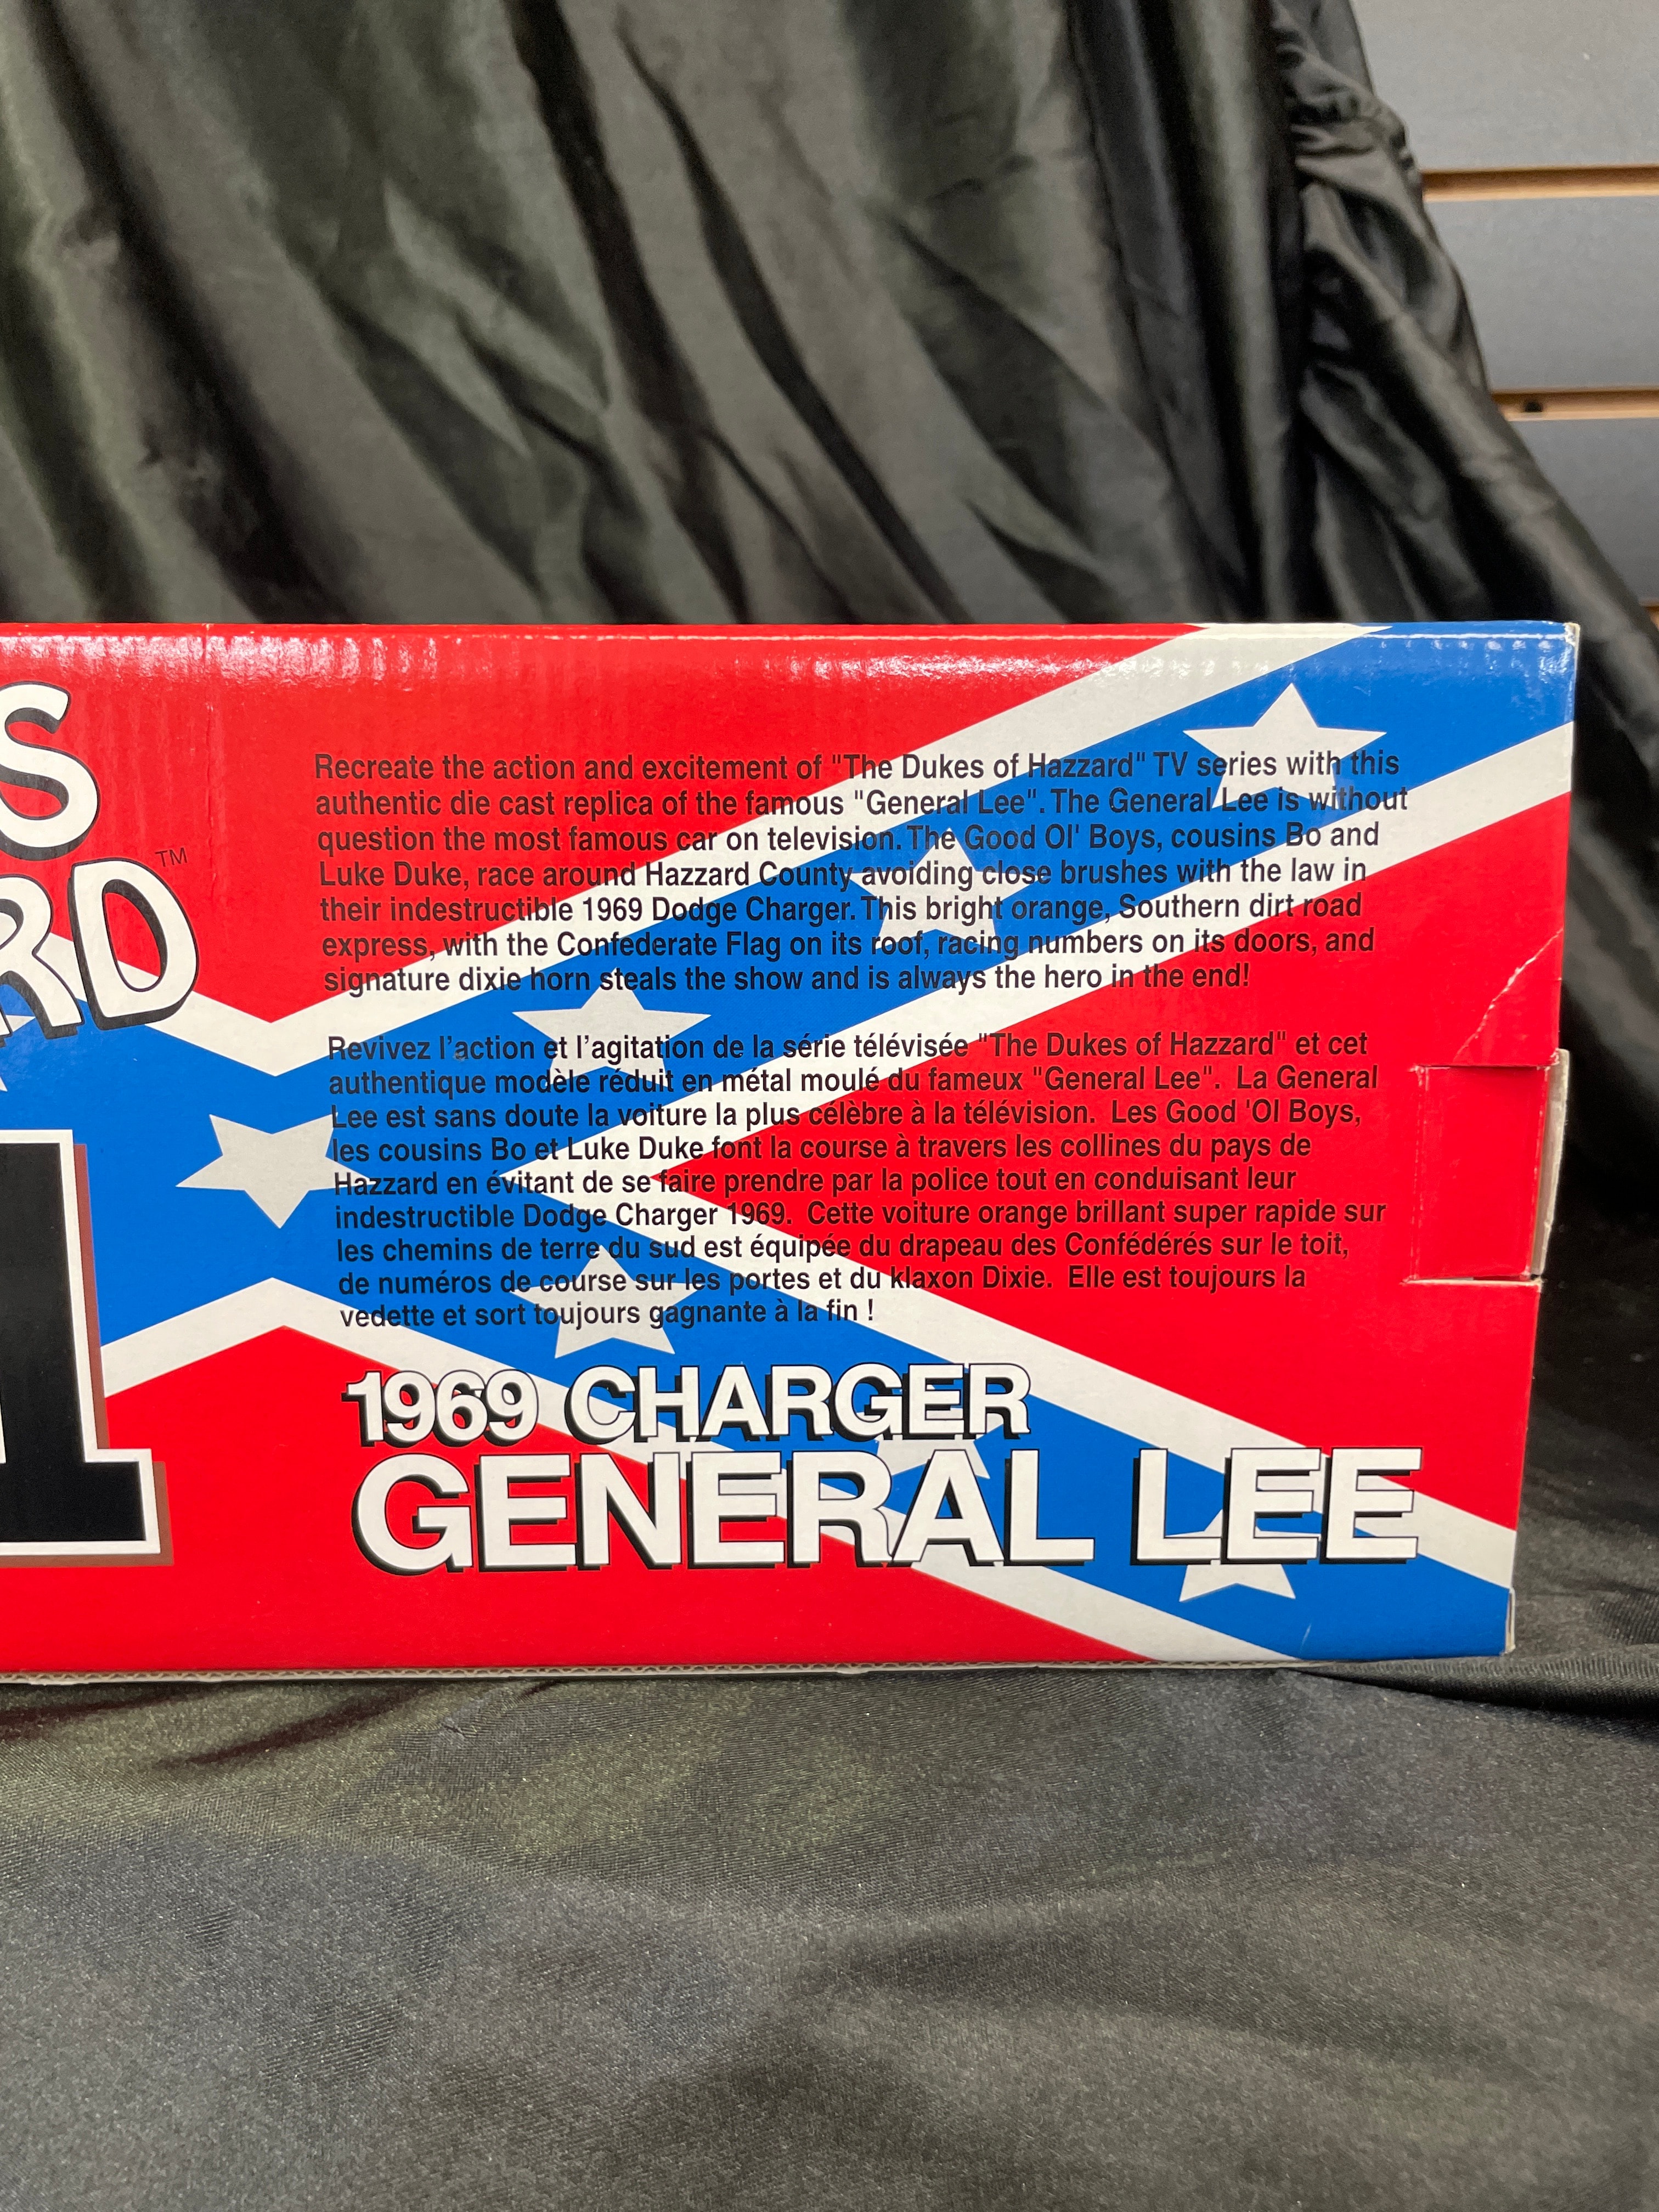 S
RD™
1
Recreate the action and excitement of "The Dukes of Hazzard" TV series with this
authentic die cast replica of the famous "General Lee". The General Lee is without
question the most famous car on television. The Good Ol' Boys, cousins Bo and
Luke Duke, race around Hazzard County avoiding close brushes with the law in
their indestructible 1969 Dodge Charger. This bright orange, Southern dirt road
express, with the Confederate Flag on its roof, racing numbers on its doors, and
signature dixie horn steals the show and is always the hero in the end!
Revivez l'action et l'agitation de la série télévisée "The Dukes of Hazzard" et cet
authentique modèle réduit en métal moulé du fameux "General Lee". La General
Lee est sans doute la voiture la plus célèbre à la télévision. Les Good 'Ol Boys,
les cousins Bo et Luke Duke font la course à travers les collines du pays de
Hazzard en évitant de se faire prendre par la police tout en conduisant leur
indestructible Dodge Charger 1969. Cette voiture orange brillant super rapide sur
les chemins de terre du sud est équipée du drapeau des Confédérés sur le toit,
de numéros de course sur les portes et du klaxon Dixie. Elle est toujours la
vedette et sort toujours gagnante à la fin !
1969 CHARGER
GENERAL LEE